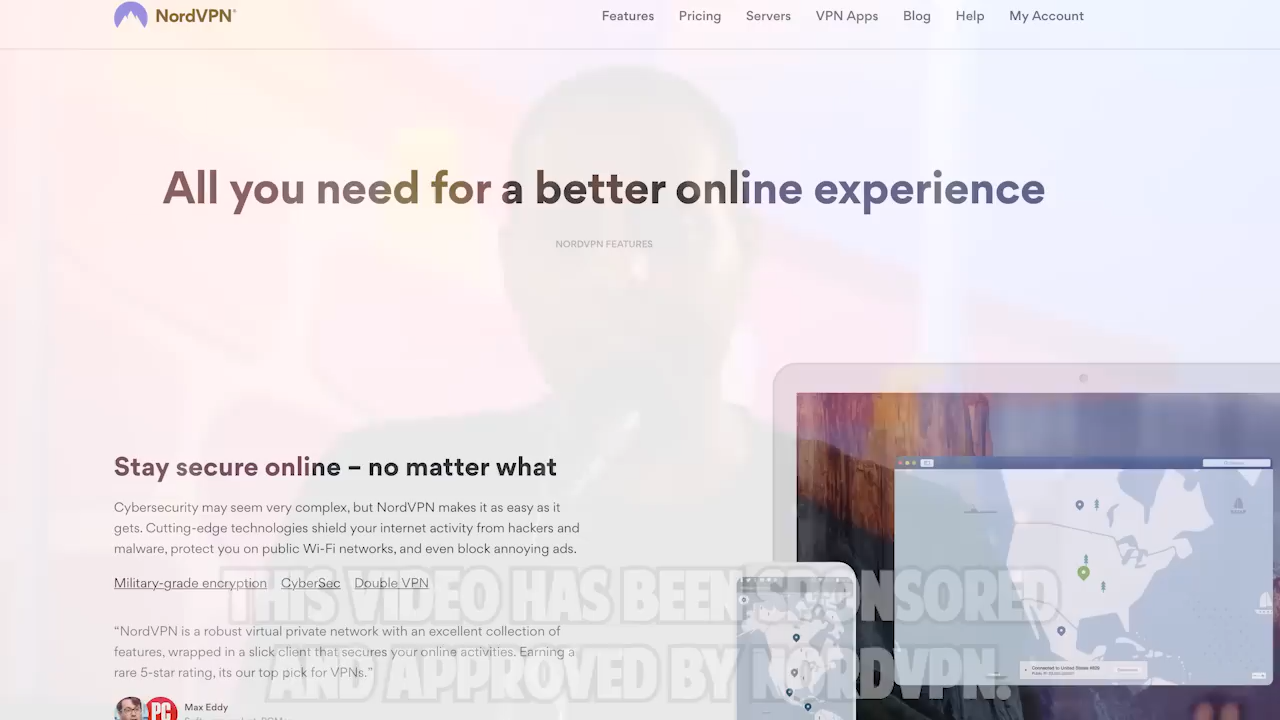 NordVPN®
Features Pricing Servers VPN Apps Blog Help My Account
All you need for a better online experience
NORDVPN FEATURES
Stay secure online – no matter what
Cybersecurity may seem very complex, but NordVPN makes it as easy as it
gets. Cutting-edge technologies shield your internet activity from hackers and
malware, protect you on public Wi-Fi networks, and even block annoying ads.
Military-grade encryption CyberSec Double VPN
THIS VIDEO HAS BEEN SPONSORED
AND APPROVED BY NORDVPN.
“NordVPN is a robust virtual private network with an excellent collection of
features, wrapped in a slick client that secures your online activities. Earning a
rare 5-star rating, its our top pick for VPNs.”
PC
Max Eddy
Connected to United States